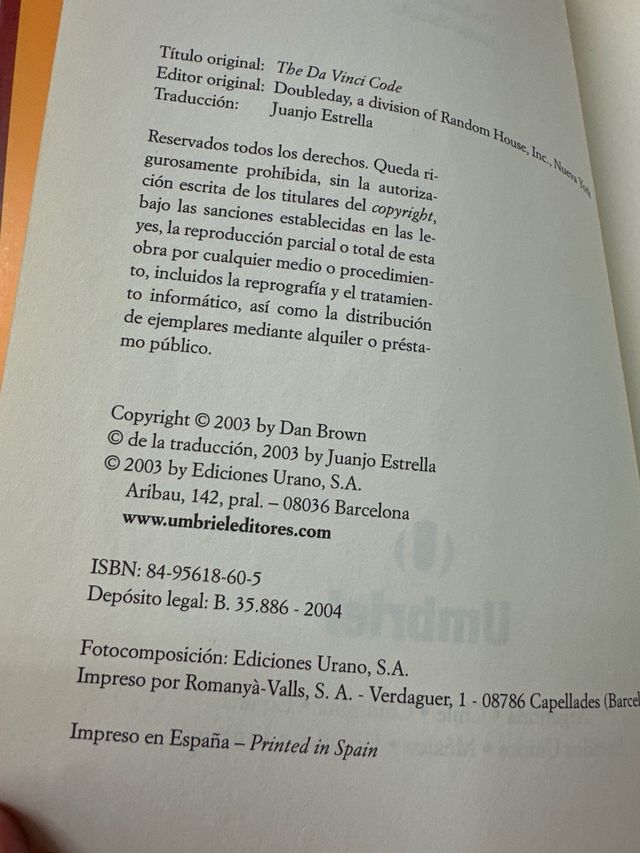 Título original: The Da Vinci Code
Editor original: Doubleday, a division of Random House, Inc., Nueva York
Traducción: Juanjo Estrella
Reservados todos los derechos. Queda ri-
gurosamente prohibida, sin la autoriza-
ción escrita de los titulares del copyright,
bajo las sanciones establecidas en las le-
yes, la reproducción parcial o total de esta
obra por cualquier medio o procedimien-
to, incluidos la reprografía y el tratamien-
to informático, así como la distribución
de ejemplares mediante alquiler o présta-
mo público.
Copyright © 2003 by Dan Brown
© de la traducción, 2003 by Juanjo Estrella
© 2003 by Ediciones Urano, S.A.
Aribau, 142, pral. – 08036 Barcelona
www.umbrieleditores.com
ISBN: 84-95618-60-5
Depósito legal: B. 35.886 - 2004
Umbriel
Fotocomposición: Ediciones Urano, S.A.
Impreso por Romanyà-Valls, S. A. - Verdaguer, 1 - 08786 Capellades (Barcel
Impreso en España – Printed in Spain